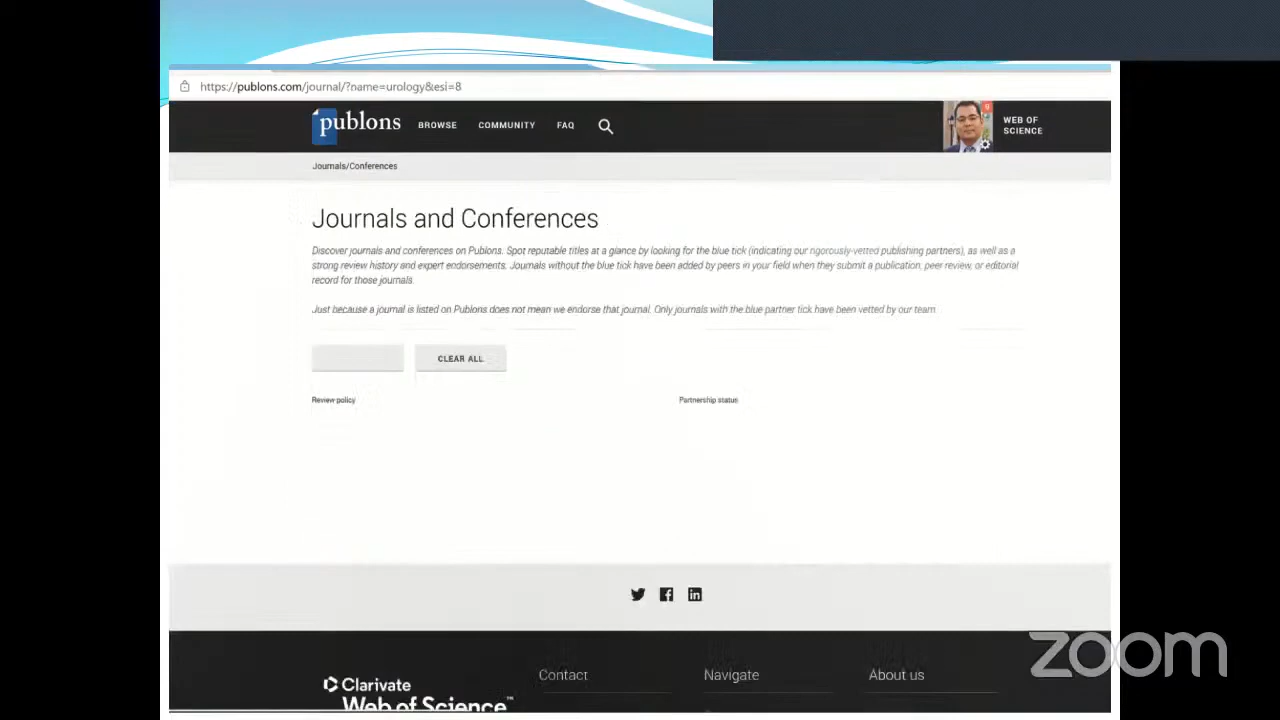 https://publons.com/journal/?name=urology&esi=8
publons BROWSE COMMUNITY FAQ
WEB OF
SCIENCE
Journals/Conferences
Journals and Conferences
Discover journals and conferences on Publons. Spot reputable titles at a glance by looking for the blue tick (indicating our rigorously-vetted publishing partners), as well as a
strong review history and expert endorsements. Journals without the blue tick have been added by peers in your field when they submit a publication, peer review, or editorial
record for those journals.
Just because a journal is listed on Publons does not mean we endorse that journal. Only journals with the blue partner tick have been vetted by our team.
CLEAR ALL
Review policy Partnership status
Clarivate
Web of Science™
Contact Navigate About us
zoom